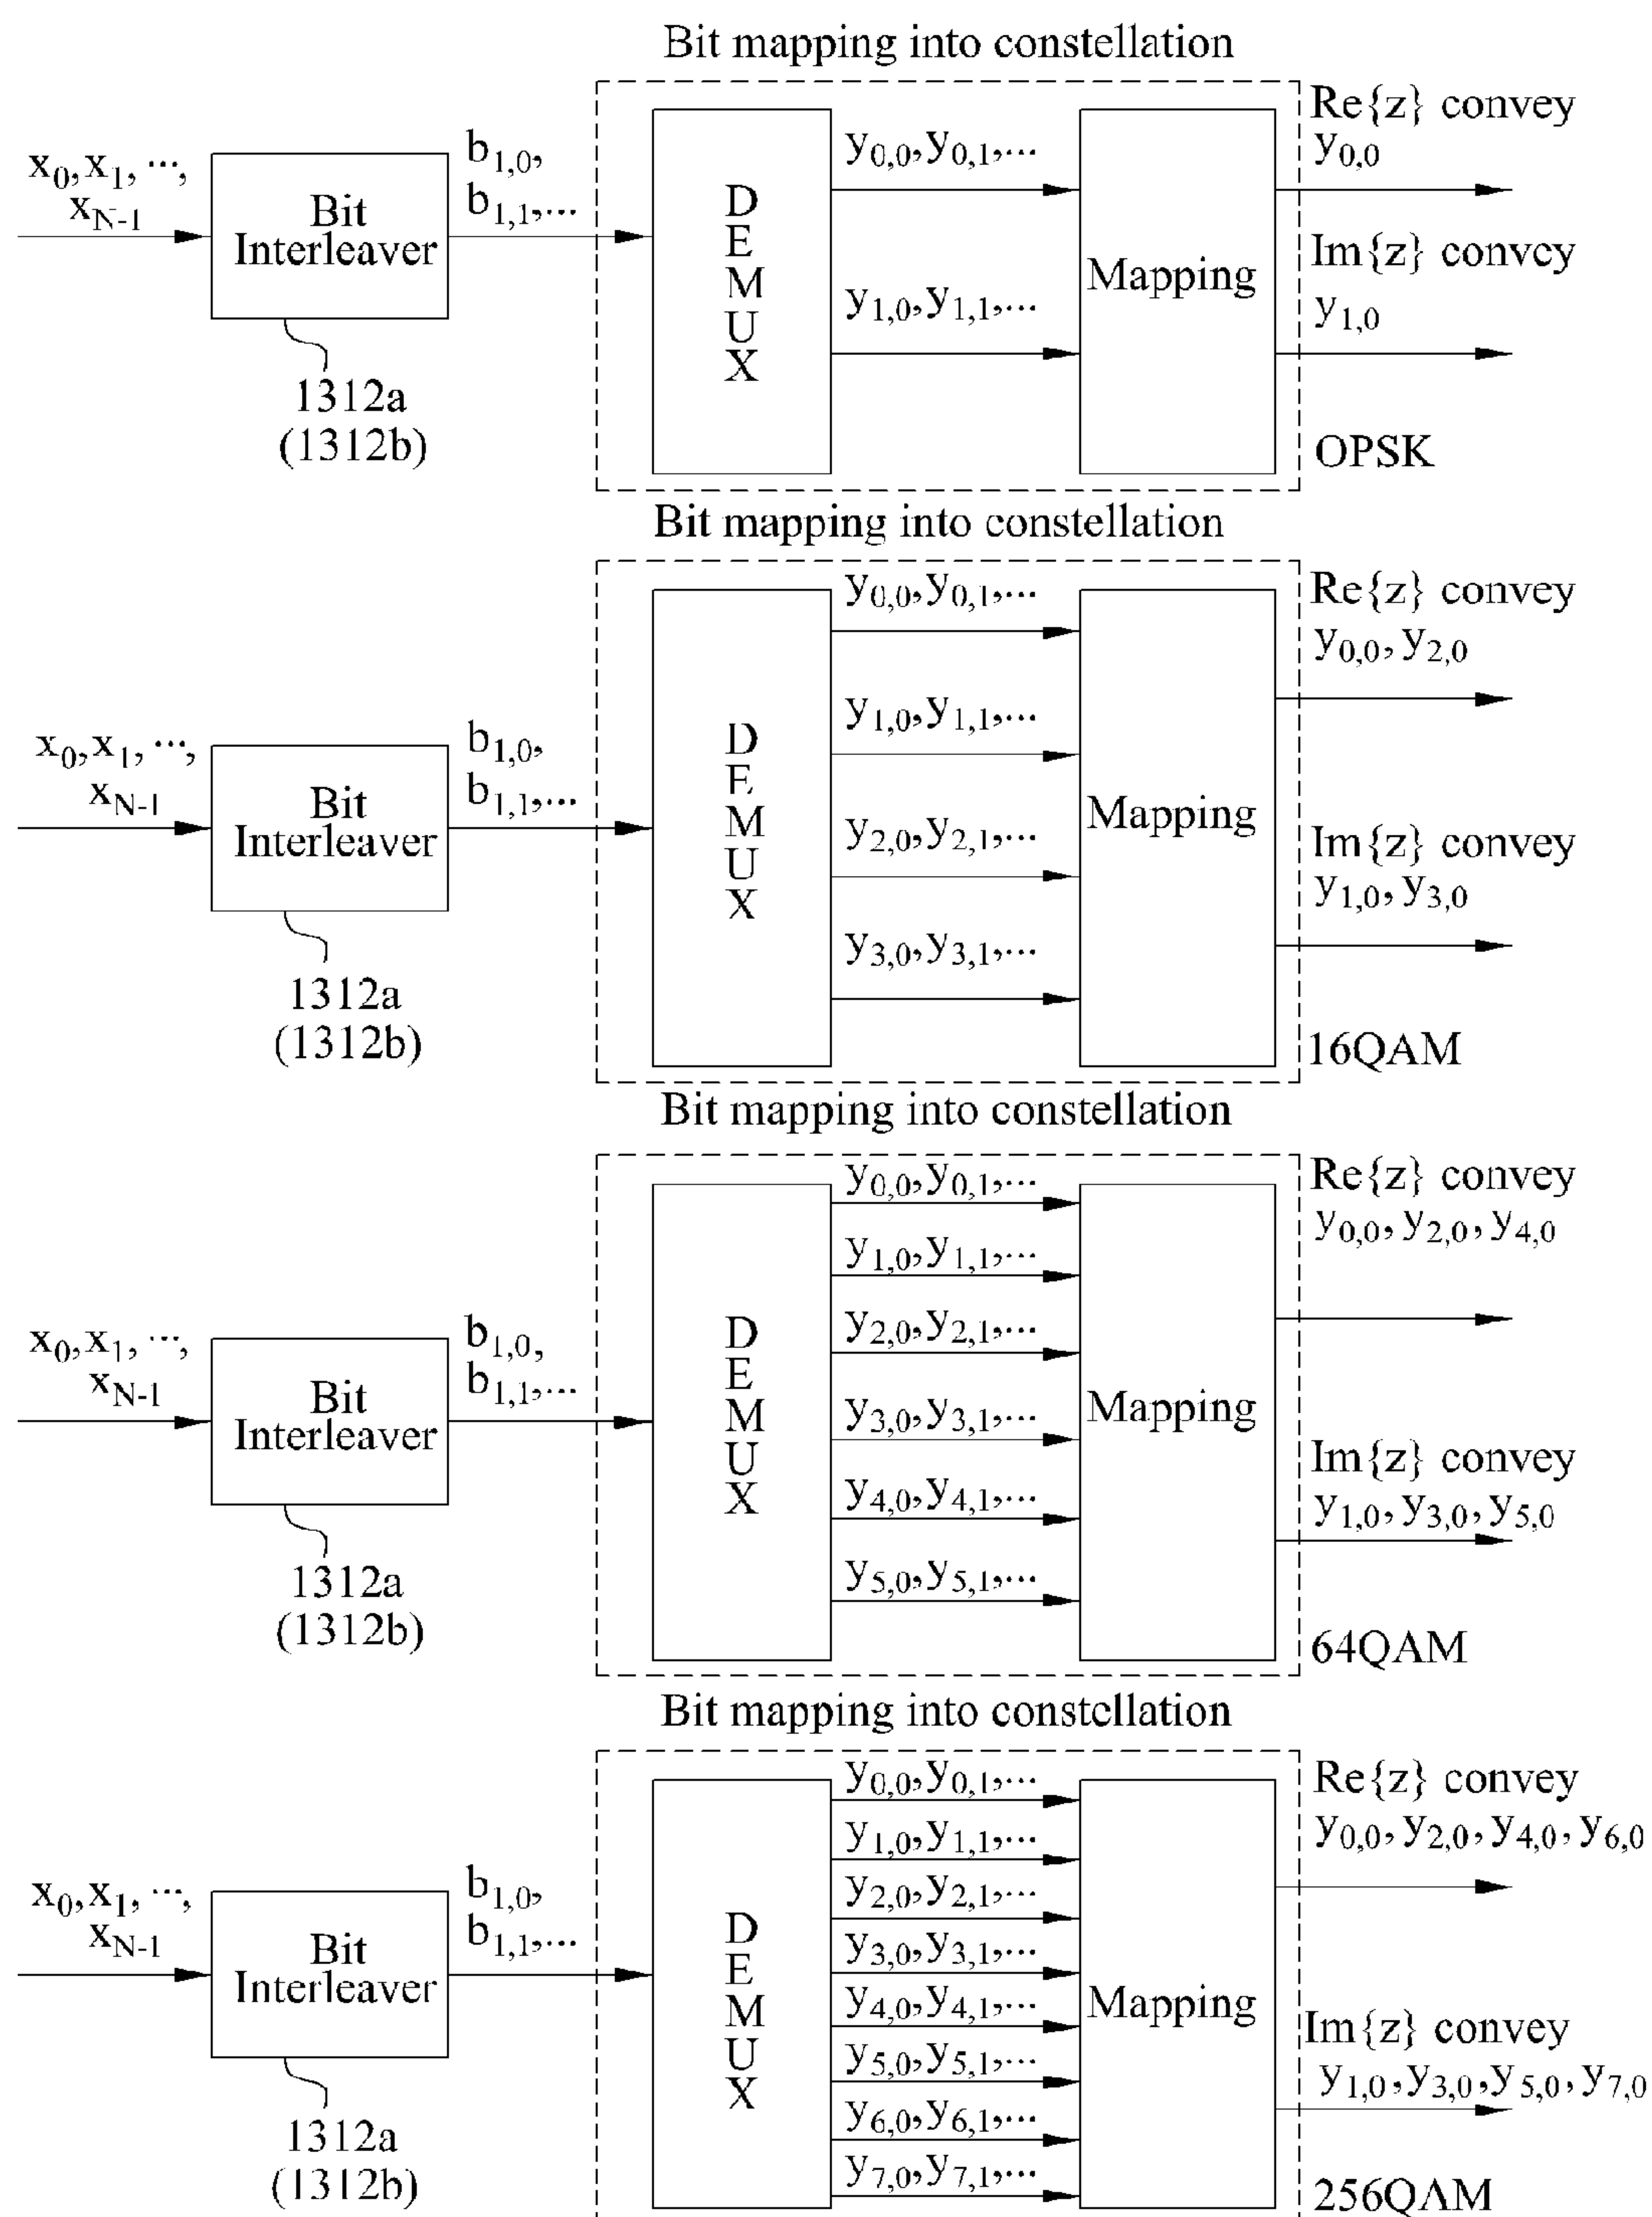 Bit mapping into constellation
x0,x1, ···,
xN-1
Bit
Interleaver
1312a
(1312b)
b1,0,
b1,1,...
D
E
M
U
X
y0,0,y0,1,...
y1,0,y1,1,...
Mapping
Re{z} convey
y0,0
Im{z} convey
y1,0
OPSK
Bit mapping into constellation
x0,x1, ···,
xN-1
Bit
Interleaver
1312a
(1312b)
b1,0,
b1,1,...
D
E
M
U
X
y0,0,y0,1,...
y1,0,y1,1,...
y2,0,y2,1,...
y3,0,y3,1,...
Mapping
Re{z} convey
y0,0,y2,0
Im{z} convey
y1,0,y3,0
16QAM
Bit mapping into constellation
x0,x1, ···,
xN-1
Bit
Interleaver
1312a
(1312b)
b1,0,
b1,1,...
D
E
M
U
X
y0,0,y0,1,...
y1,0,y1,1,...
y2,0,y2,1,...
y3,0,y3,1,...
y4,0,y4,1,...
y5,0,y5,1,...
Mapping
Re{z} convey
y0,0,y2,0,y4,0
Im{z} convey
y1,0,y3,0,y5,0
64QAM
Bit mapping into constellation
x0,x1, ···,
xN-1
Bit
Interleaver
1312a
(1312b)
b1,0,
b1,1,...
D
E
M
U
X
y0,0,y0,1,...
y1,0,y1,1,...
y2,0,y2,1,...
y3,0,y3,1,...
y4,0,y4,1,...
y5,0,y5,1,...
y6,0,y6,1,...
y7,0,y7,1,...
Mapping
Re{z} convey
y0,0,y2,0,y4,0,y6,0
Im{z} convey
y1,0,y3,0,y5,0,y7,0
256QAM